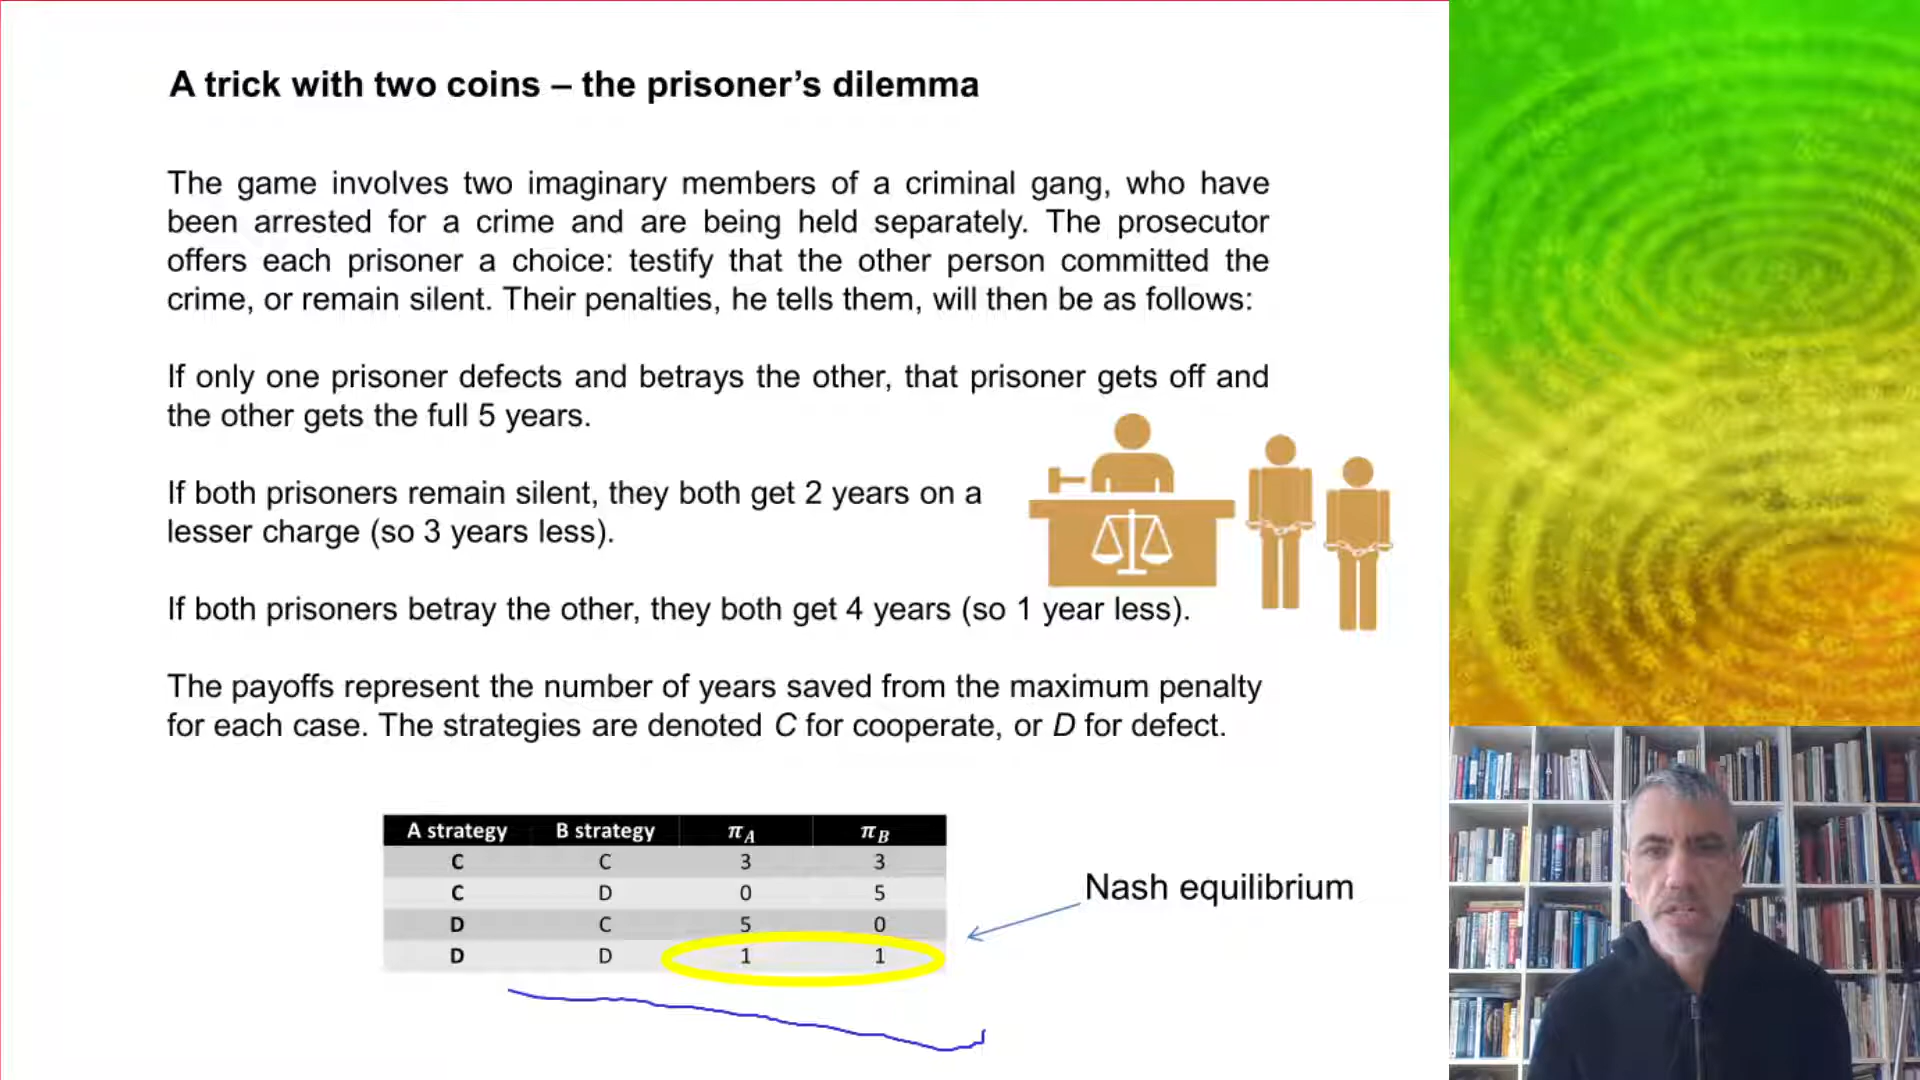 A trick with two coins – the prisoner's dilemma
The game involves two imaginary members of a criminal gang, who have
been arrested for a crime and are being held separately. The prosecutor
offers each prisoner a choice: testify that the other person committed the
crime, or remain silent. Their penalties, he tells them, will then be as follows:
If only one prisoner defects and betrays the other, that prisoner gets off and
the other gets the full 5 years.
If both prisoners remain silent, they both get 2 years on a
lesser charge (so 3 years less).
If both prisoners betray the other, they both get 4 years (so 1 year less).
The payoffs represent the number of years saved from the maximum penalty
for each case. The strategies are denoted C for cooperate, or D for defect.
A strategy B strategy π_A π_B
C C 3 3
C D 0 5
D C 5 0
D D 1 1
Nash equilibrium